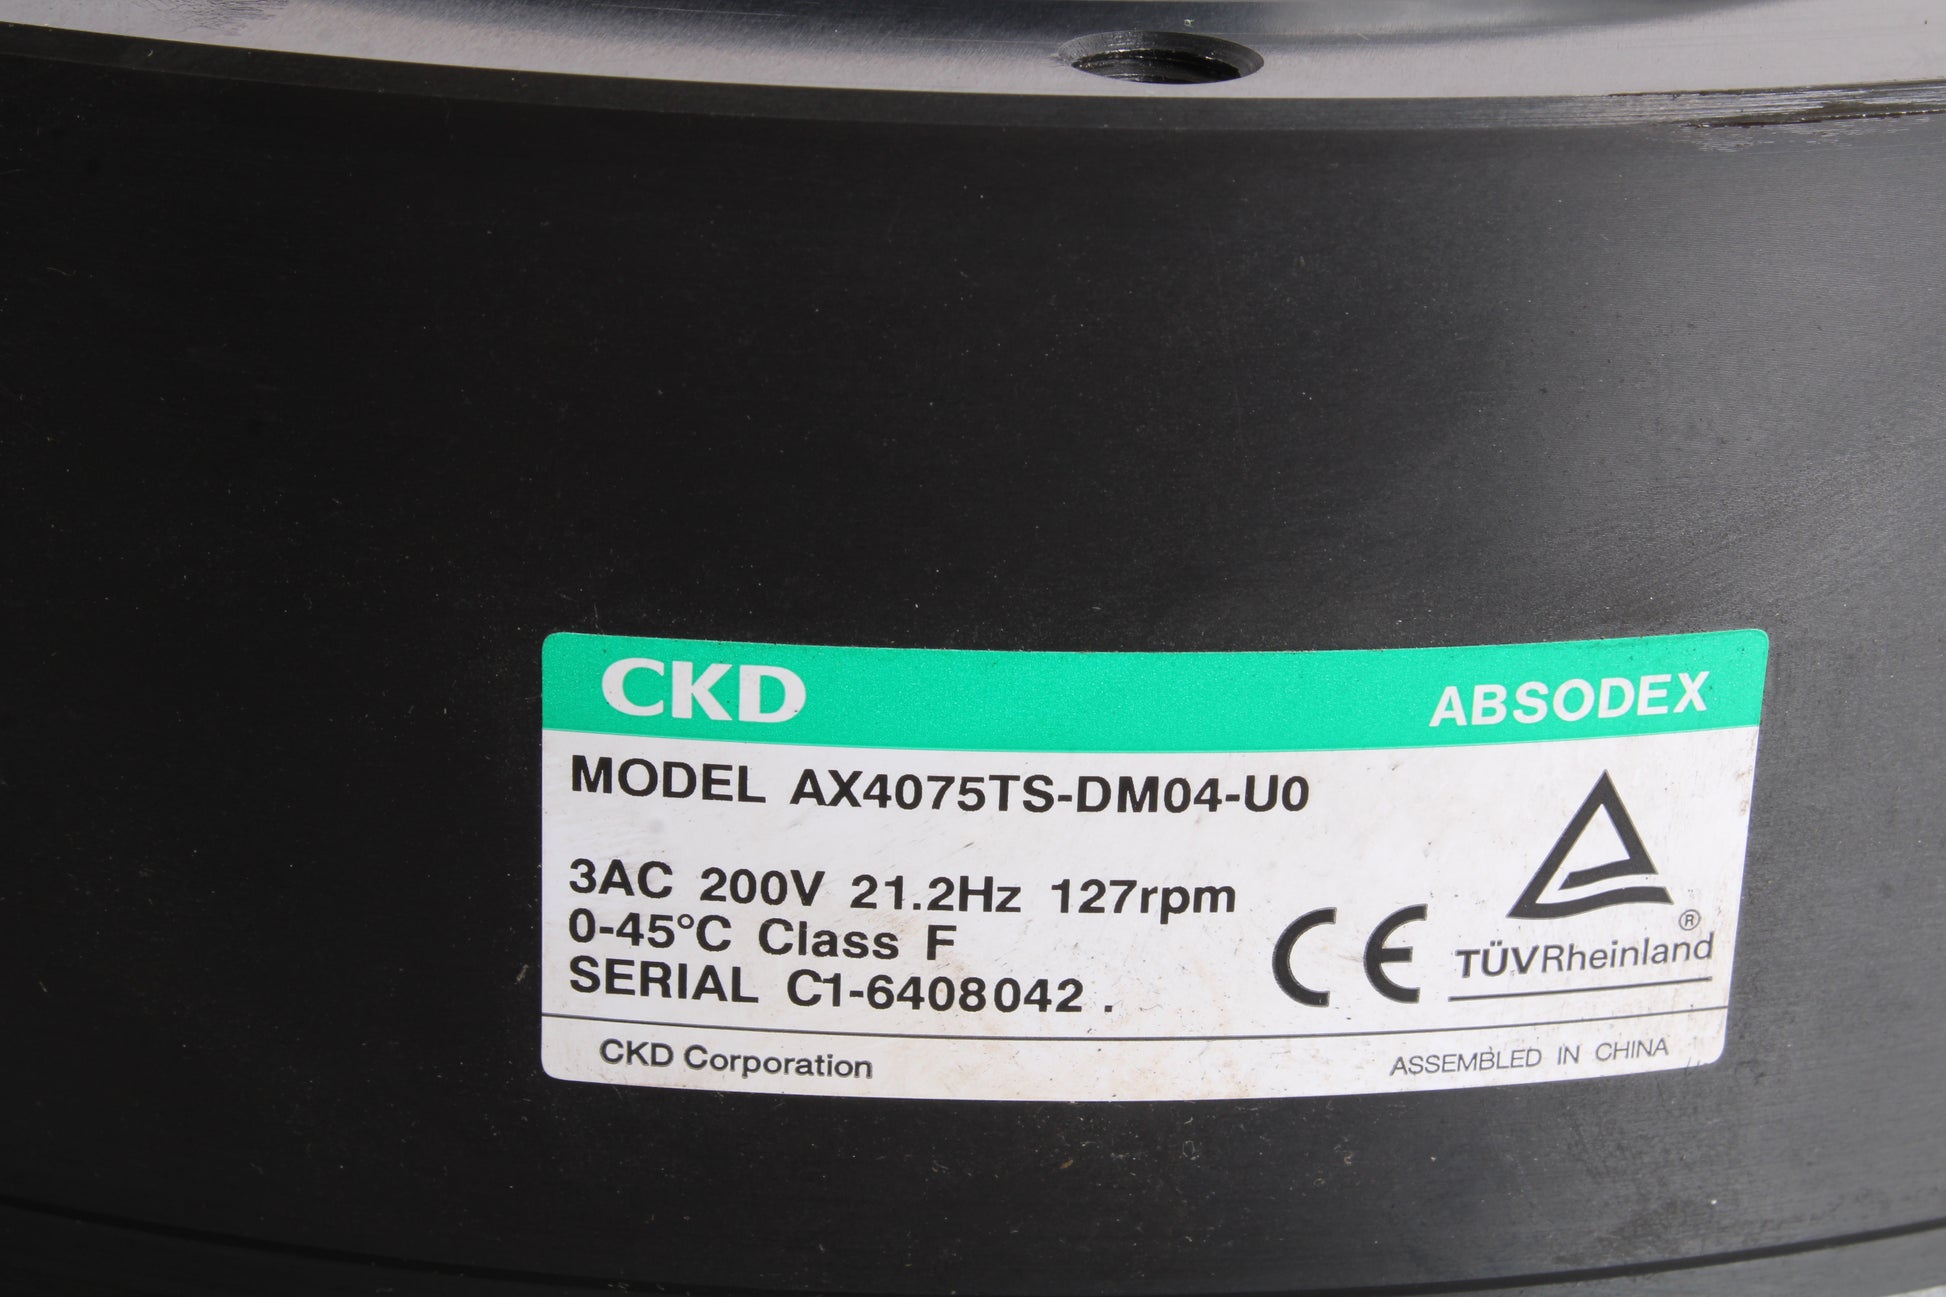 CKD ABSODEX
MODEL AX4075TS-DM04-U0
3AC 200V 21.2Hz 127rpm
0-45°C Class F
SERIAL C1-6408042 .
CE
®
TÜVRheinland
CKD Corporation ASSEMBLED IN CHINA